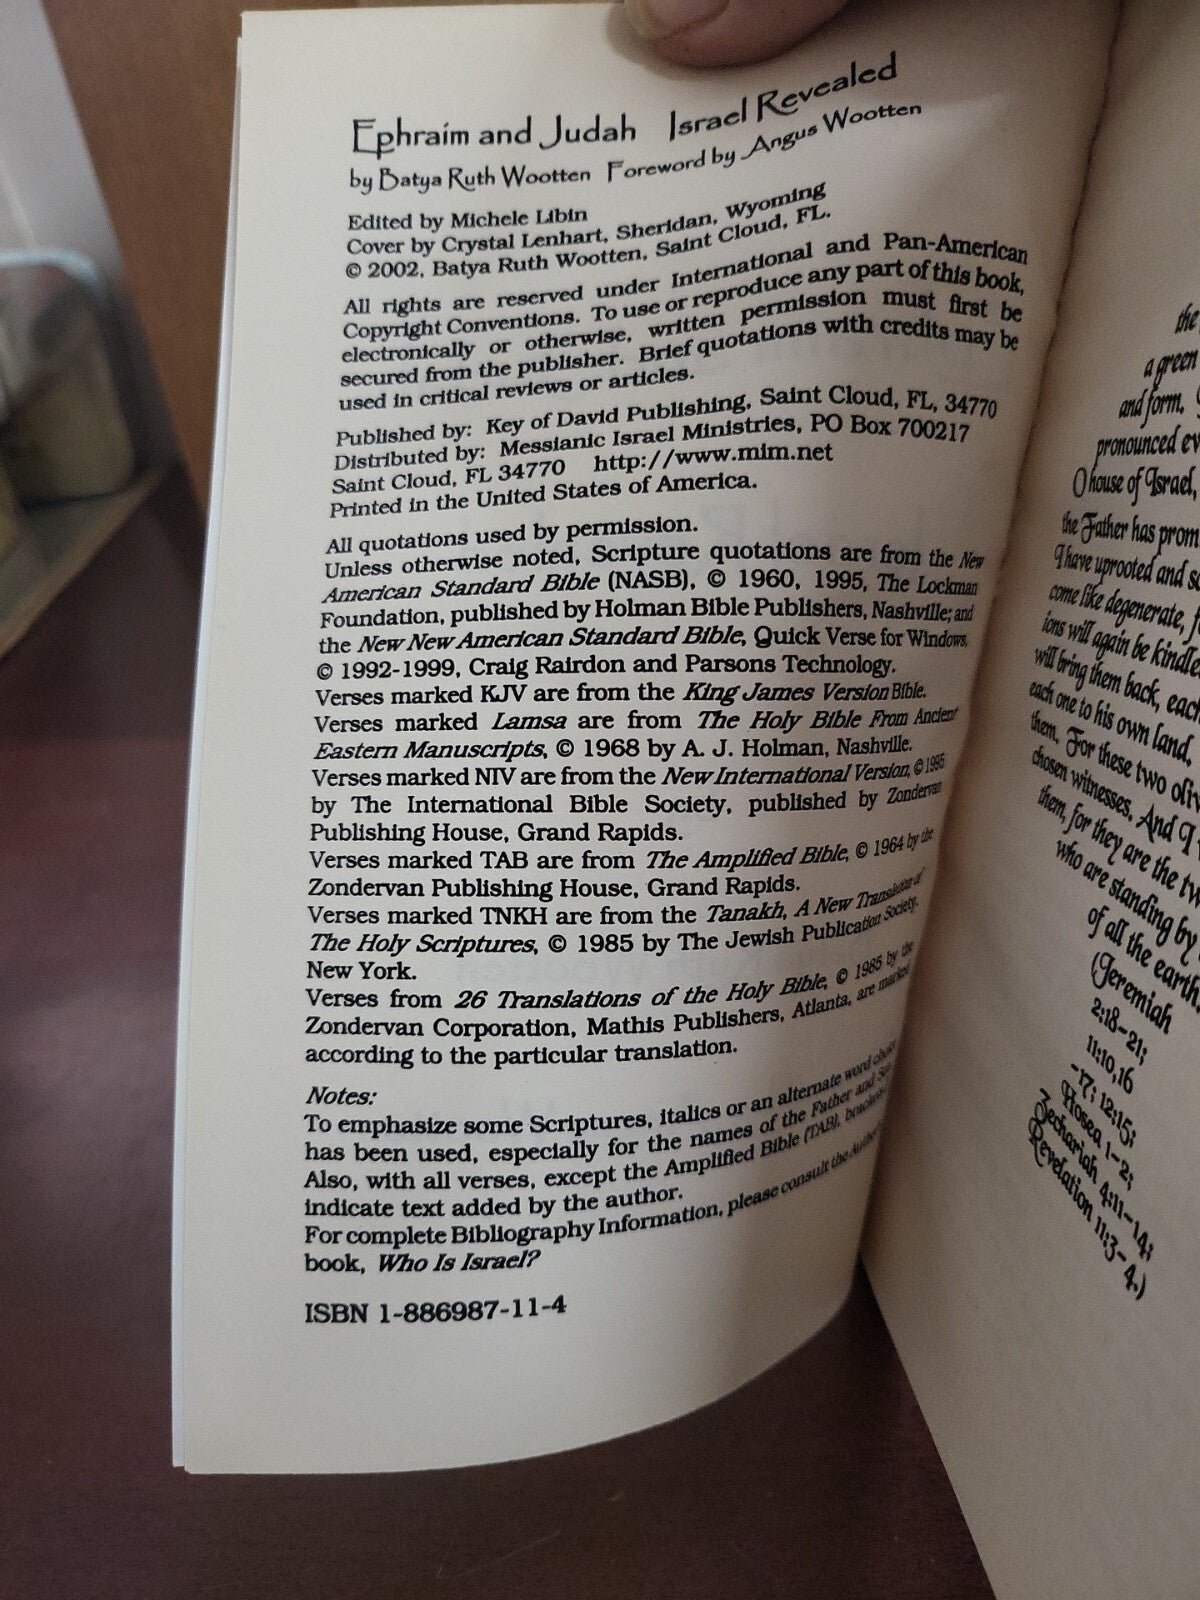 Ephraim and Judah Israel Revealed
by Batya Ruth Wootten Foreword by Angus Wootten
Edited by Michele Libin
Cover by Crystal Lenhart, Sheridan, Wyoming
© 2002, Batya Ruth Wootten, Saint Cloud, FL.
All rights are reserved under International and Pan-American
Copyright Conventions. To use or reproduce any part of this book,
electronically or otherwise, written permission must first be
secured from the publisher. Brief quotations with credits may be
used in critical reviews or articles.
Published by: Key of David Publishing, Saint Cloud, FL, 34770
Distributed by: Messianic Israel Ministries, PO Box 700217
Saint Cloud, FL 34770 http://www.mim.net
Printed in the United States of America.
All quotations used by permission.
Unless otherwise noted, Scripture quotations are from the New
American Standard Bible (NASB), © 1960, 1995, The Lockman
Foundation, published by Holman Bible Publishers, Nashville; and
the New New American Standard Bible, Quick Verse for Windows,
© 1992-1999, Craig Rairdon and Parsons Technology.
Verses marked KJV are from the King James Version Bible.
Verses marked Lamsa are from The Holy Bible From Ancient
Eastern Manuscripts, © 1968 by A. J. Holman, Nashville.
Verses marked NIV are from the New International Version, © 1995
by The International Bible Society, published by Zondervan
Publishing House, Grand Rapids.
Verses marked TAB are from The Amplified Bible, © 1964 by the
Zondervan Publishing House, Grand Rapids.
Verses marked TNKH are from the Tanakh, A New Translation of
The Holy Scriptures, © 1985 by The Jewish Publication Society,
New York.
Verses from 26 Translations of the Holy Bible, © 1985 by the
Zondervan Corporation, Mathis Publishers, Atlanta, are marked
according to the particular translation.
Notes:
To emphasize some Scriptures, italics or an alternate word choice
has been used, especially for the names of the Father and Son.
Also, with all verses, except the Amplified Bible (TAB), brackets
indicate text added by the author.
For complete Bibliography Information, please consult the Author
book, Who Is Israel?
ISBN 1-886987-11-4
the
a green
and form.
pronounced
O house of Israel,
the Father has
I have uprooted and
come like degenerate,
ions will again be
will bring them back, each
each one to his own land,
them. For these two
chosen witnesses. And I
them, for they are the
who are standing by
of all the earth.
(Jeremiah
2:18-21;
11:10,16
-17; 12:15;
Hosea 1-2;
Zechariah 4:11-14;
Revelation 11:3-4.)